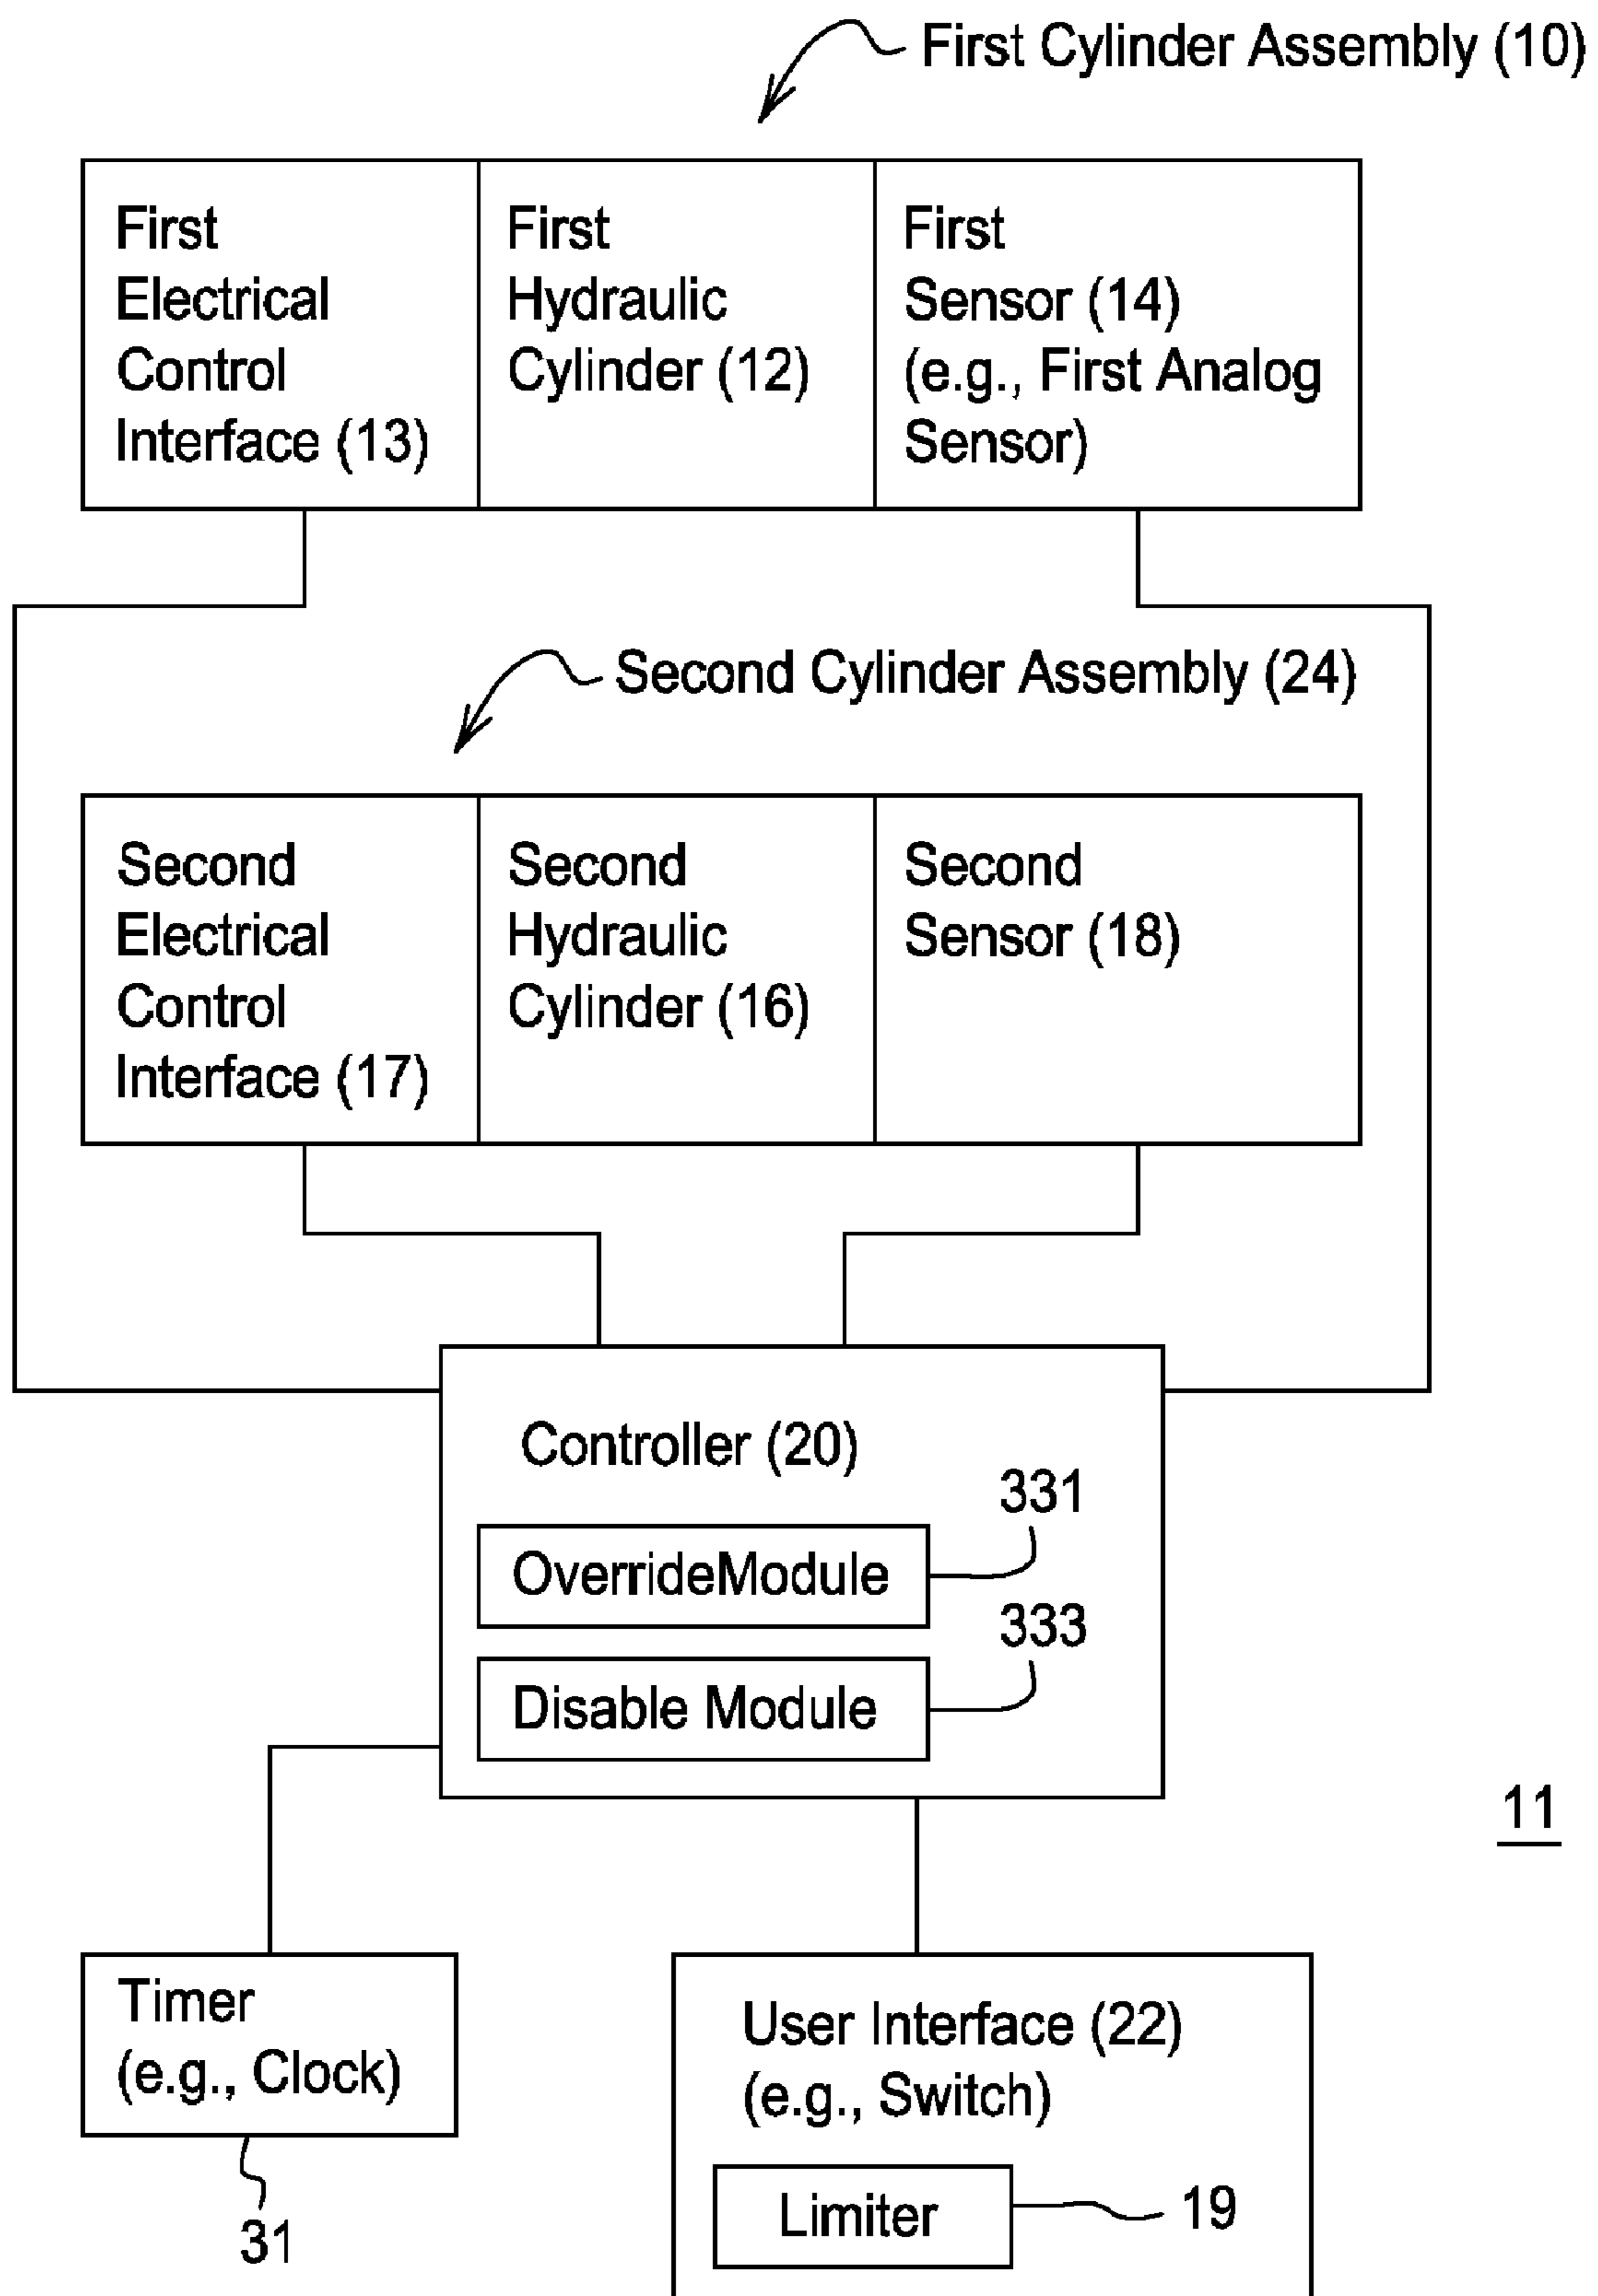 First Cylinder Assembly (10)
First
Electrical
Control
Interface (13)
First
Hydraulic
Cylinder (12)
First
Sensor (14)
(e.g., First Analog
Sensor)
Second Cylinder Assembly (24)
Second
Electrical
Control
Interface (17)
Second
Hydraulic
Cylinder (16)
Second
Sensor (18)
Controller (20)
331
OverrideModule
333
Disable Module
11
Timer
(e.g., Clock)
31
User Interface (22)
(e.g., Switch)
Limiter
19